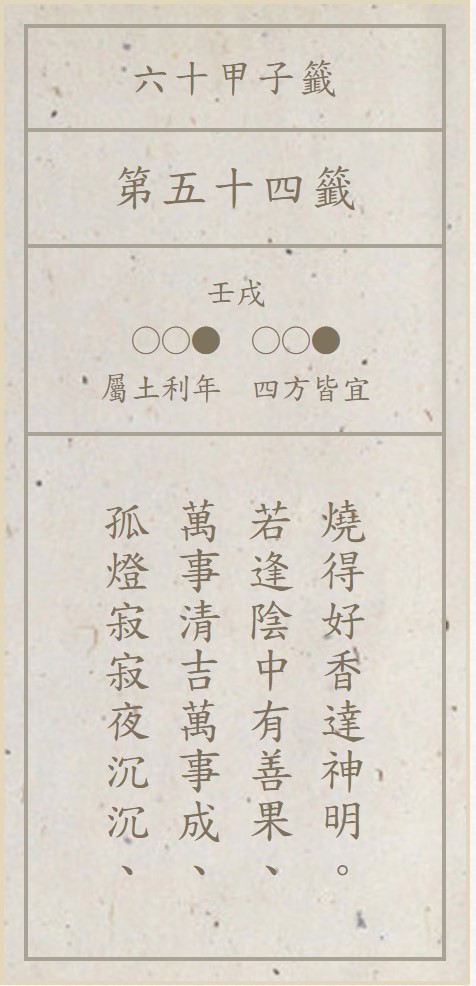 六十甲子籤
第五十四籤
壬戌
○○● ○○●
屬土利年 四方皆宜
孤燈寂寂夜沉沉、
萬事清吉萬事成、
若逢陰中有善果、
燒得好香達神明。